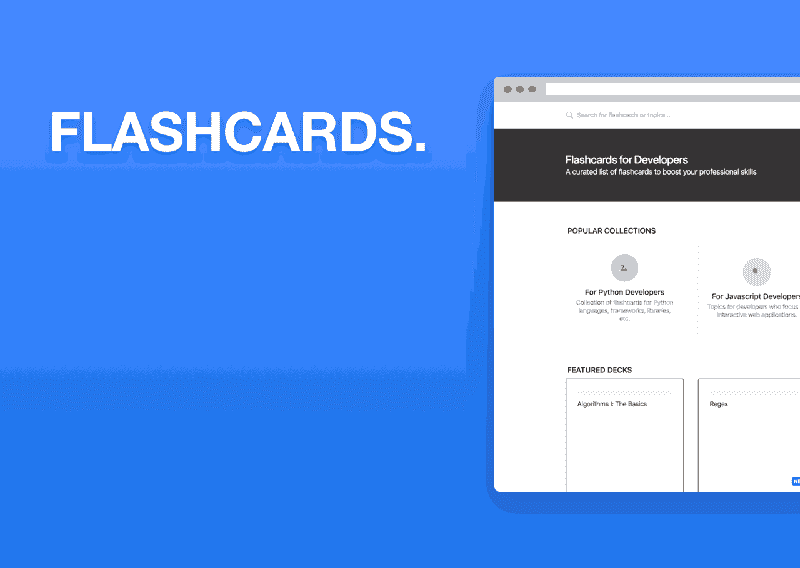 FLASHCARDS.
Search for flashcards or topics...
Flashcards for Developers
A curated list of flashcards to boost your professional skills
POPULAR COLLECTIONS
For Python Developers
Collection of flashcards for Python
languages, frameworks, libraries,
etc.
For Javascript Developers
Topics for developers who focus
interactive web applications.
FEATURED DECKS
Algorithms I: The Basics
Regex